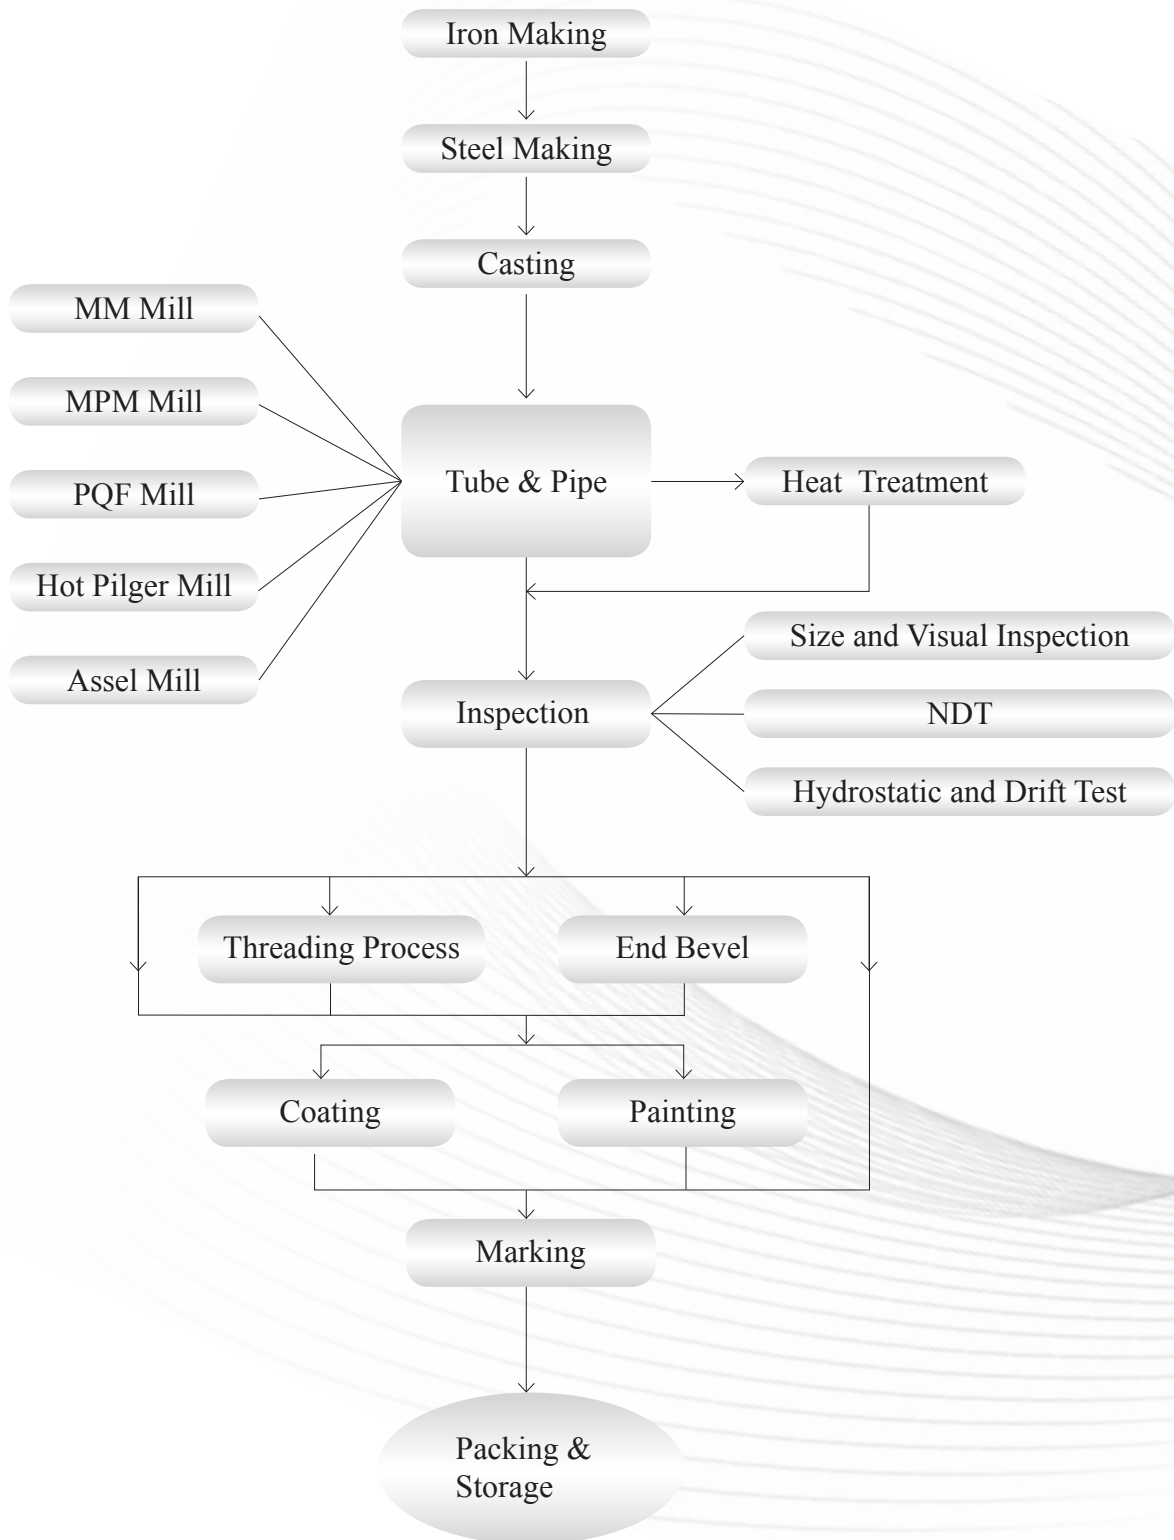 Iron Making
Steel Making
Casting
MM Mill
MPM Mill
PQF Mill
Hot Pilger Mill
Assel Mill
Tube & Pipe
Heat Treatment
Inspection
Size and Visual Inspection
NDT
Hydrostatic and Drift Test
Threading Process
End Bevel
Coating
Painting
Marking
Packing &
Storage